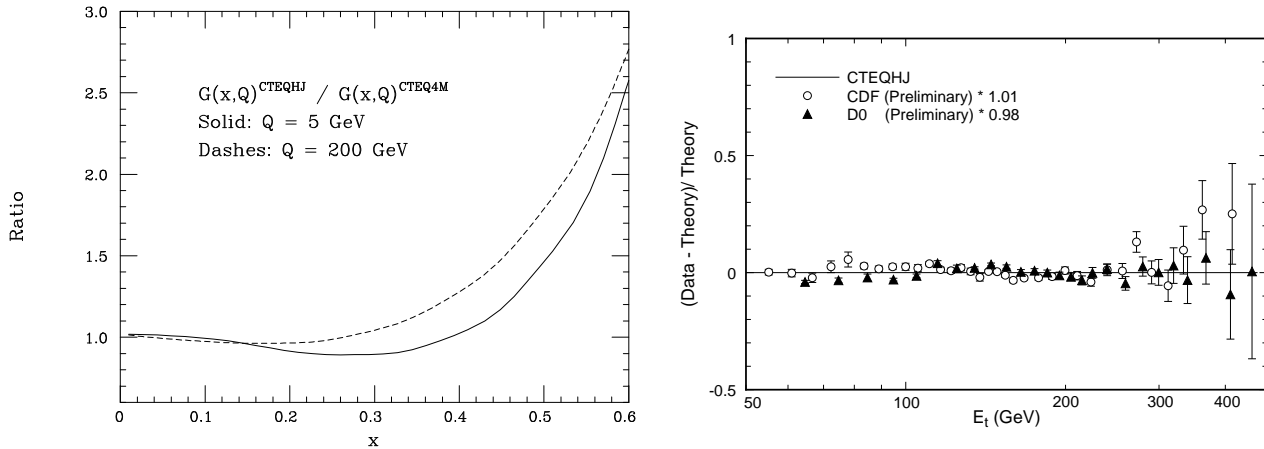 3.0
2.5
2.0
1.5
1.0
0
0.1
0.2
0.3
0.4
0.5
0.6
Ratio
x
G(x,Q)^CTEQHJ / G(x,Q)^CTEQ4M
Solid: Q = 5 GeV
Dashes: Q = 200 GeV
1
0.5
0
-0.5
50
100
200
300
400
(Data - Theory)/ Theory
E_t (GeV)
CTEQHJ
CDF (Preliminary) * 1.01
D0 (Preliminary) * 0.98